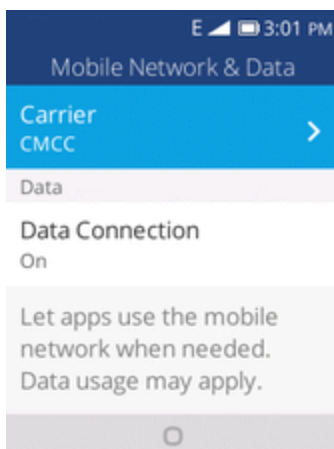 E 3:01 PM
Mobile Network & Data
Carrier
CMCC
Data
Data Connection
On
Let apps use the mobile
network when needed.
Data usage may apply.